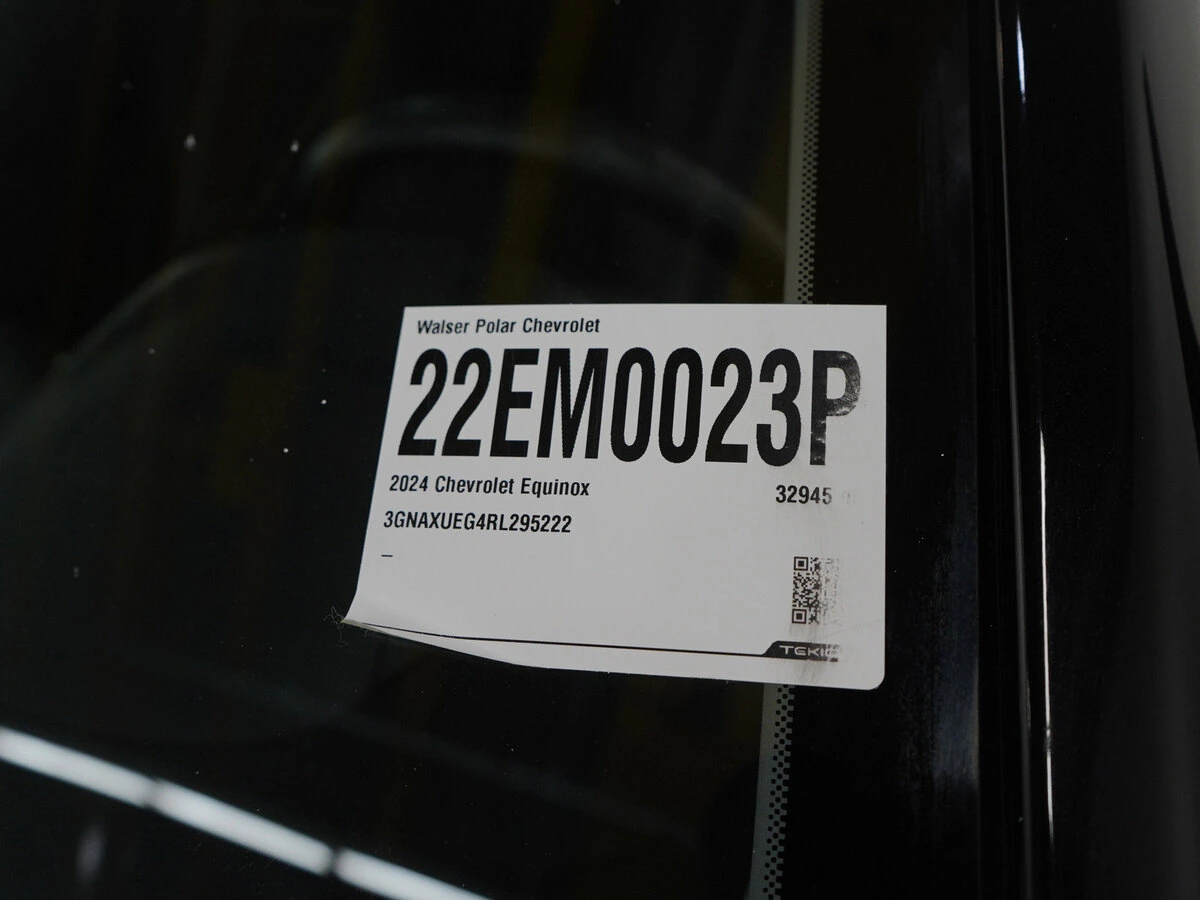 Walser Polar Chevrolet
22EM0023P
2024 Chevrolet Equinox
32945
3GNAXUEG4RL295222
–